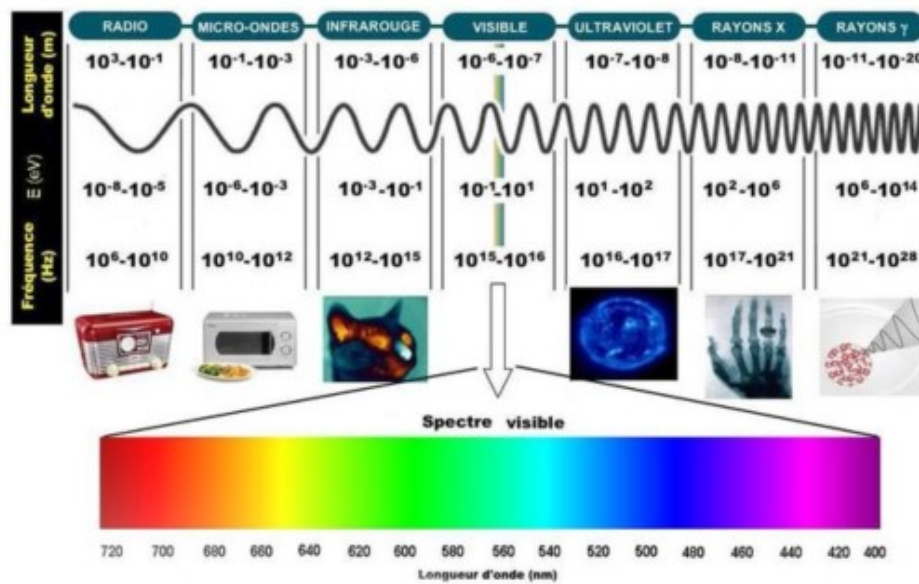 RADIO MICRO-ONDES INFRAROUGE VISIBLE ULTRAVIOLET RAYONS X RAYONS γ
Longueur d'onde (m)
10³-10⁻¹ 10⁻¹-10⁻³ 10⁻³-10⁻⁶ 10⁻⁶-10⁻⁷ 10⁻⁷-10⁻⁸ 10⁻⁸-10⁻¹¹ 10⁻¹¹-10⁻²⁰
E (eV)
10⁻⁸-10⁻⁵ 10⁻⁶-10⁻³ 10⁻³-10⁻¹ 10⁻¹-10¹ 10¹-10² 10²-10⁶ 10⁶-10¹⁴
Fréquence (Hz)
10⁶-10¹⁰ 10¹⁰-10¹² 10¹²-10¹⁵ 10¹⁵-10¹⁶ 10¹⁶-10¹⁷ 10¹⁷-10²¹ 10²¹-10²⁸
Spectre visible
720 700 680 660 640 620 600 580 560 540 520 500 480 460 440 420 400
Longueur d'onde (nm)